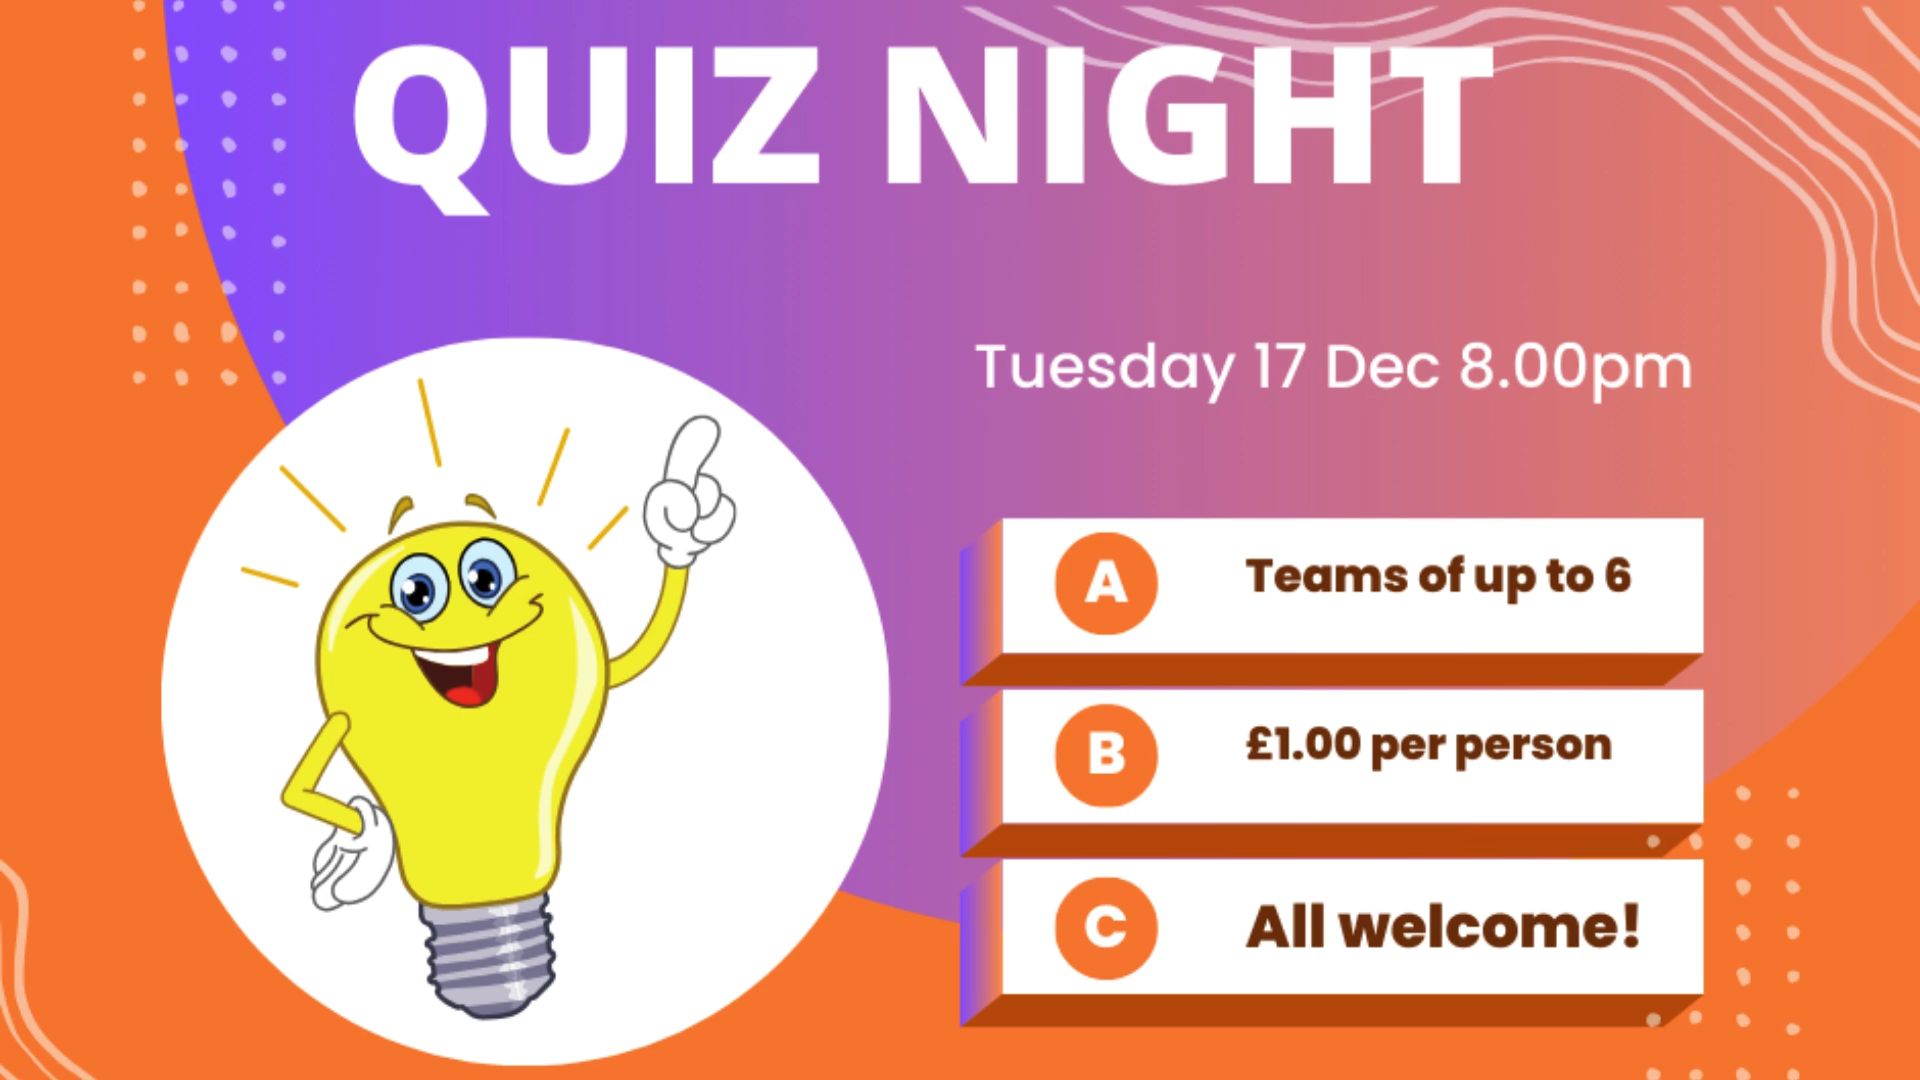 QUIZ NIGHT
Tuesday 17 Dec 8.00pm
A Teams of up to 6
B £1.00 per person
C All welcome!